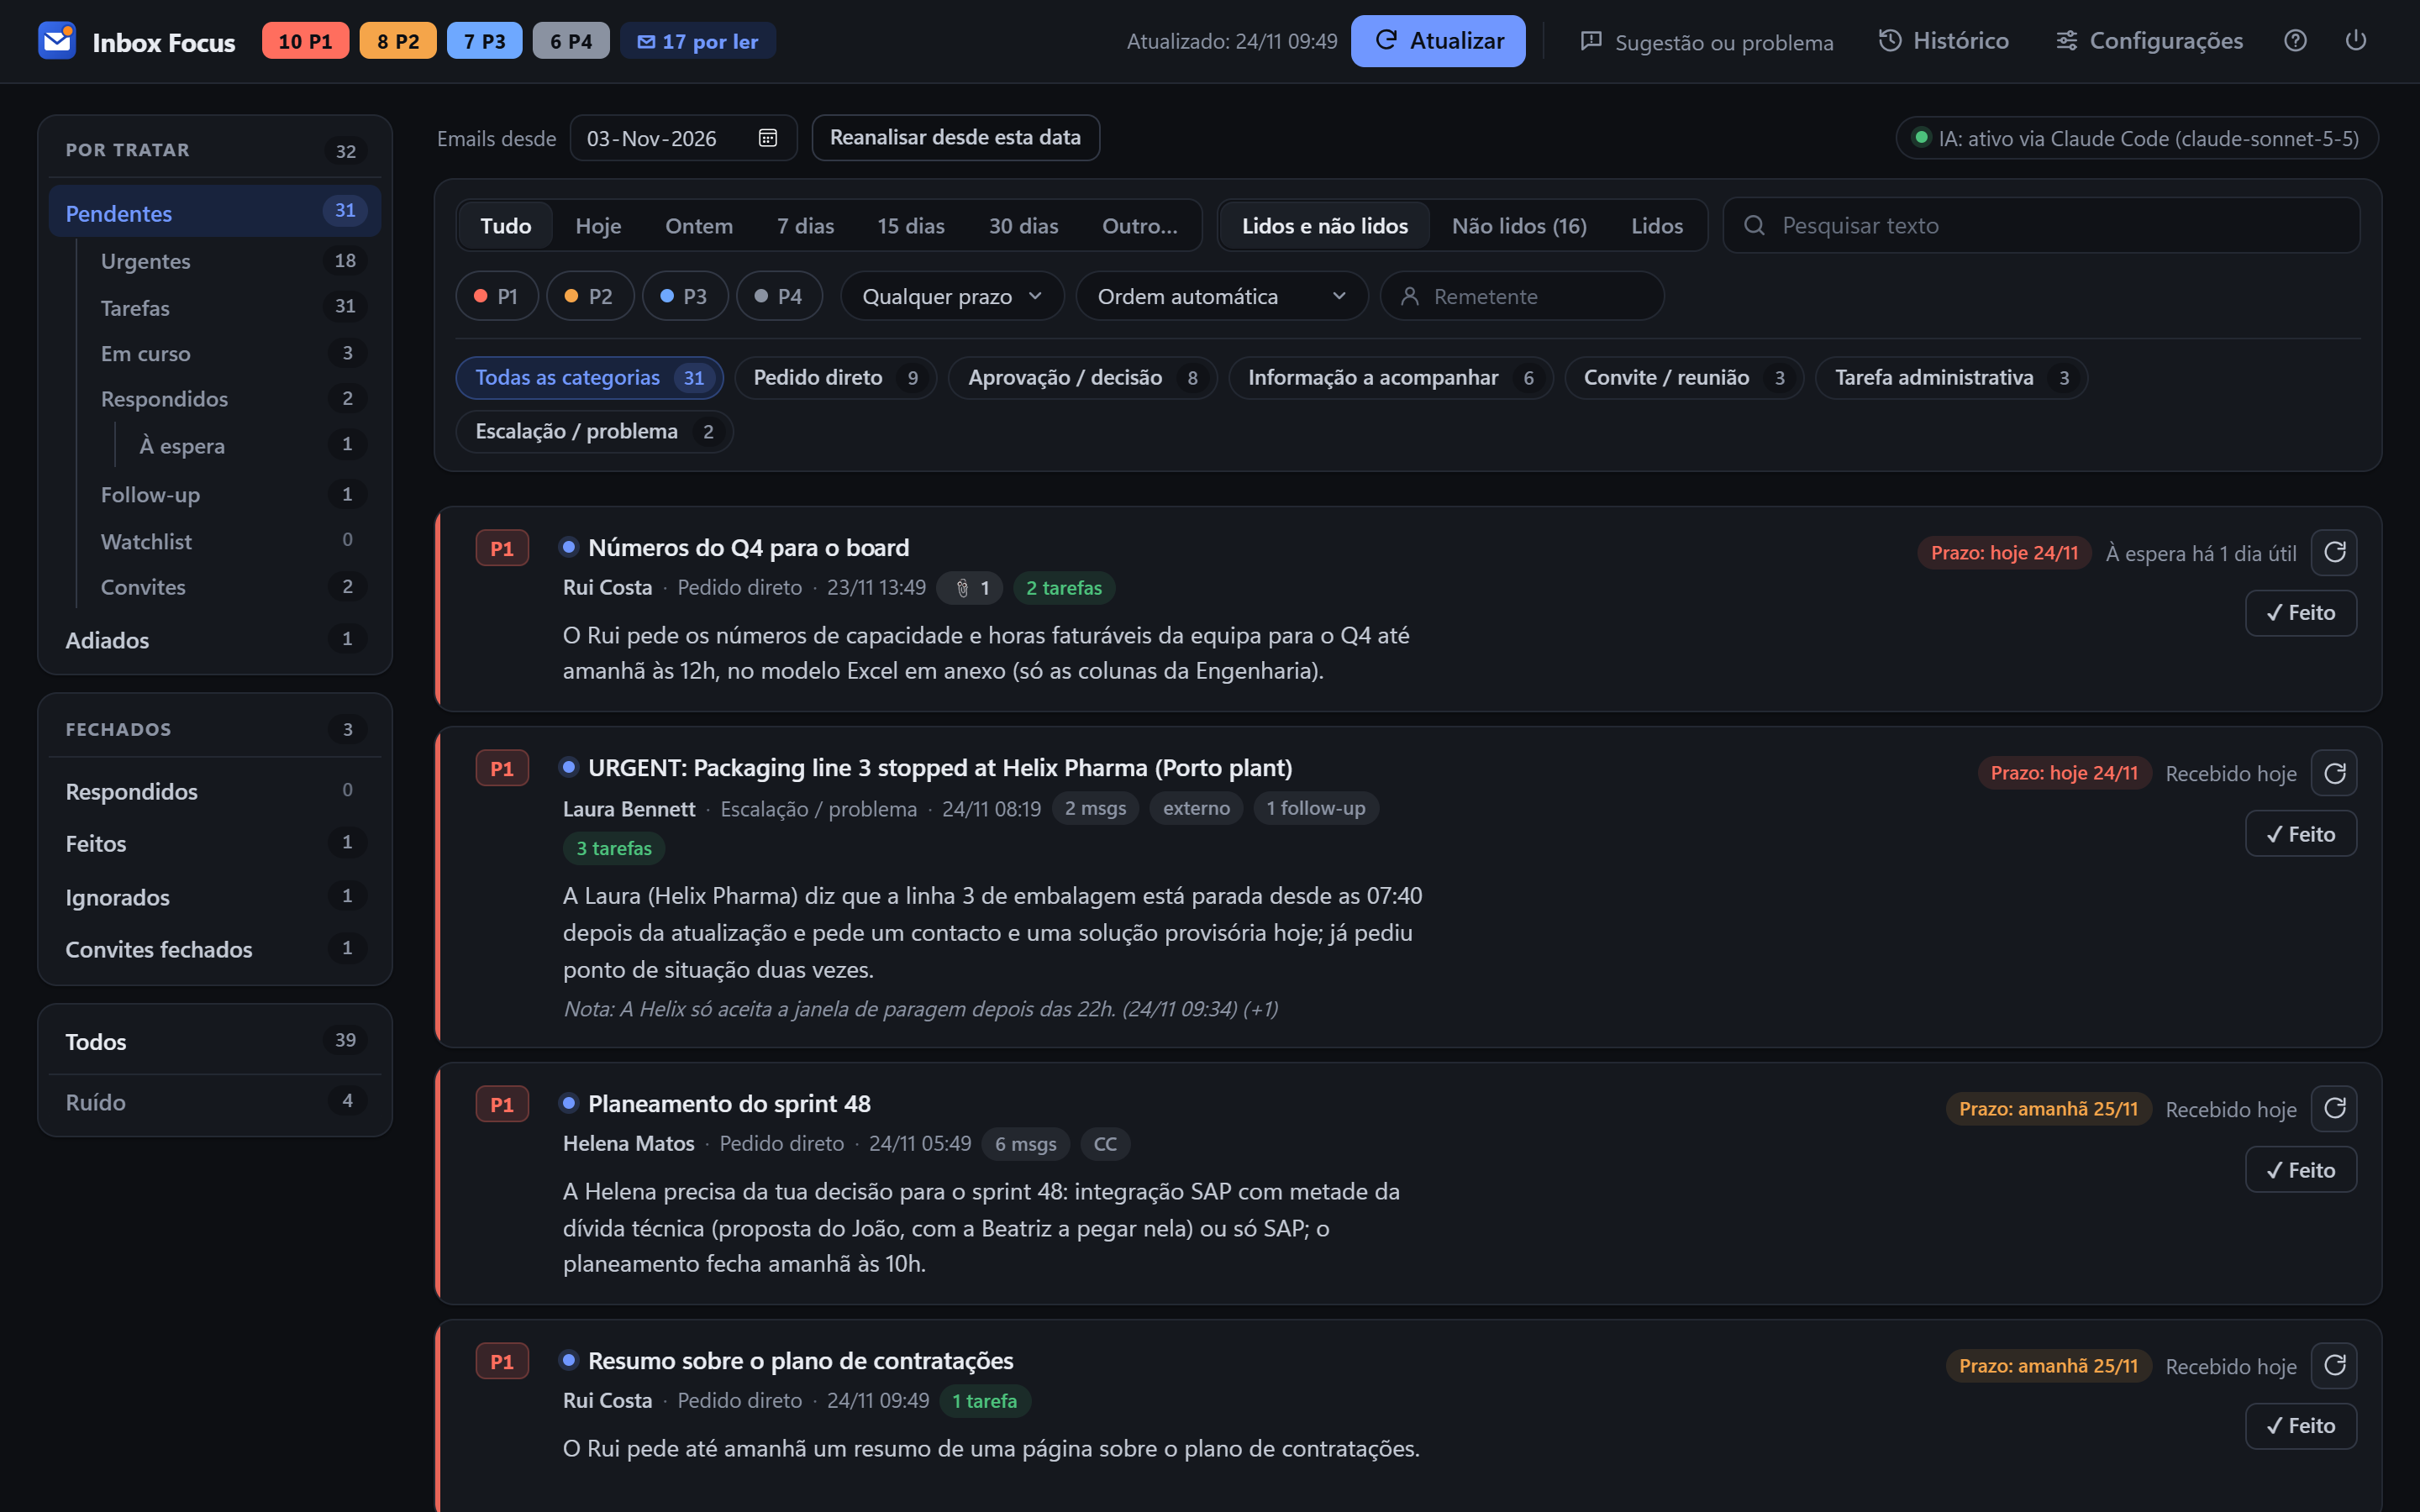 Inbox Focus
10 P1
8 P2
7 P3
6 P4
17 por ler
Atualizado: 24/11 09:49
Atualizar
Sugestão ou problema
Histórico
Configurações
POR TRATAR 32
Pendentes 31
Urgentes 18
Tarefas 31
Em curso 3
Respondidos 2
À espera 1
Follow-up 1
Watchlist 0
Convites 2
Adiados 1
FECHADOS 3
Respondidos 0
Feitos 1
Ignorados 1
Convites fechados 1
Todos 39
Ruído 4
Emails desde 03-Nov-2026 Reanalisar desde esta data
IA: ativo via Claude Code (claude-sonnet-5-5)
Tudo Hoje Ontem 7 dias 15 dias 30 dias Outro...
Lidos e não lidos Não lidos (16) Lidos
Pesquisar texto
P1 P2 P3 P4 Qualquer prazo Ordem automática Remetente
Todas as categorias 31 Pedido direto 9 Aprovação / decisão 8 Informação a acompanhar 6 Convite / reunião 3 Tarefa administrativa 3
Escalação / problema 2
P1 Números do Q4 para o board
Prazo: hoje 24/11 À espera há 1 dia útil
Rui Costa · Pedido direto · 23/11 13:49 1 2 tarefas
✓ Feito
O Rui pede os números de capacidade e horas faturáveis da equipa para o Q4 até
amanhã às 12h, no modelo Excel em anexo (só as colunas da Engenharia).
P1 URGENT: Packaging line 3 stopped at Helix Pharma (Porto plant)
Prazo: hoje 24/11 Recebido hoje
Laura Bennett · Escalação / problema · 24/11 08:19 2 msgs externo 1 follow-up
3 tarefas
✓ Feito
A Laura (Helix Pharma) diz que a linha 3 de embalagem está parada desde as 07:40
depois da atualização e pede um contacto e uma solução provisória hoje; já pediu
ponto de situação duas vezes.
Nota: A Helix só aceita a janela de paragem depois das 22h. (24/11 09:34) (+1)
P1 Planeamento do sprint 48
Prazo: amanhã 25/11 Recebido hoje
Helena Matos · Pedido direto · 24/11 05:49 6 msgs CC
✓ Feito
A Helena precisa da tua decisão para o sprint 48: integração SAP com metade da
dívida técnica (proposta do João, com a Beatriz a pegar nela) ou só SAP; o
planeamento fecha amanhã às 10h.
P1 Resumo sobre o plano de contratações
Prazo: amanhã 25/11 Recebido hoje
Rui Costa · Pedido direto · 24/11 09:49 1 tarefa
✓ Feito
O Rui pede até amanhã um resumo de uma página sobre o plano de contratações.